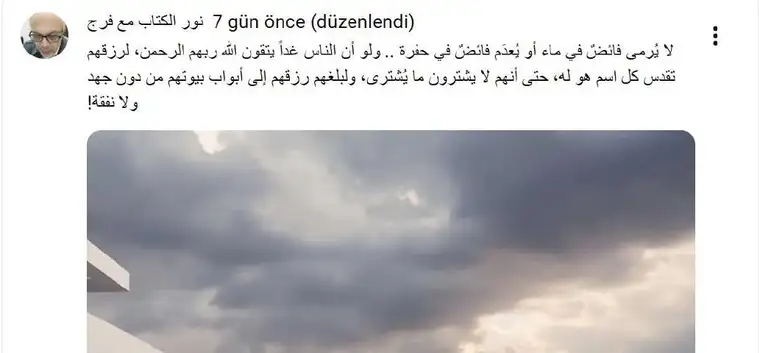 نور الكتاب مع فرج 7 gün önce (düzenlendi)
لا يُرمى فائضٌ في ماء أو يُعدَم فائضٌ في حفرة .. ولو أن الناس غداً يتقون الله ربهم الرحمن، لرزقهم
تقدس كل اسم هو له، حتى أنهم لا يشترون ما يُشترى، ولبلغهم رزقهم إلى أبواب بيوتهم من دون جهد
ولا نفقة!